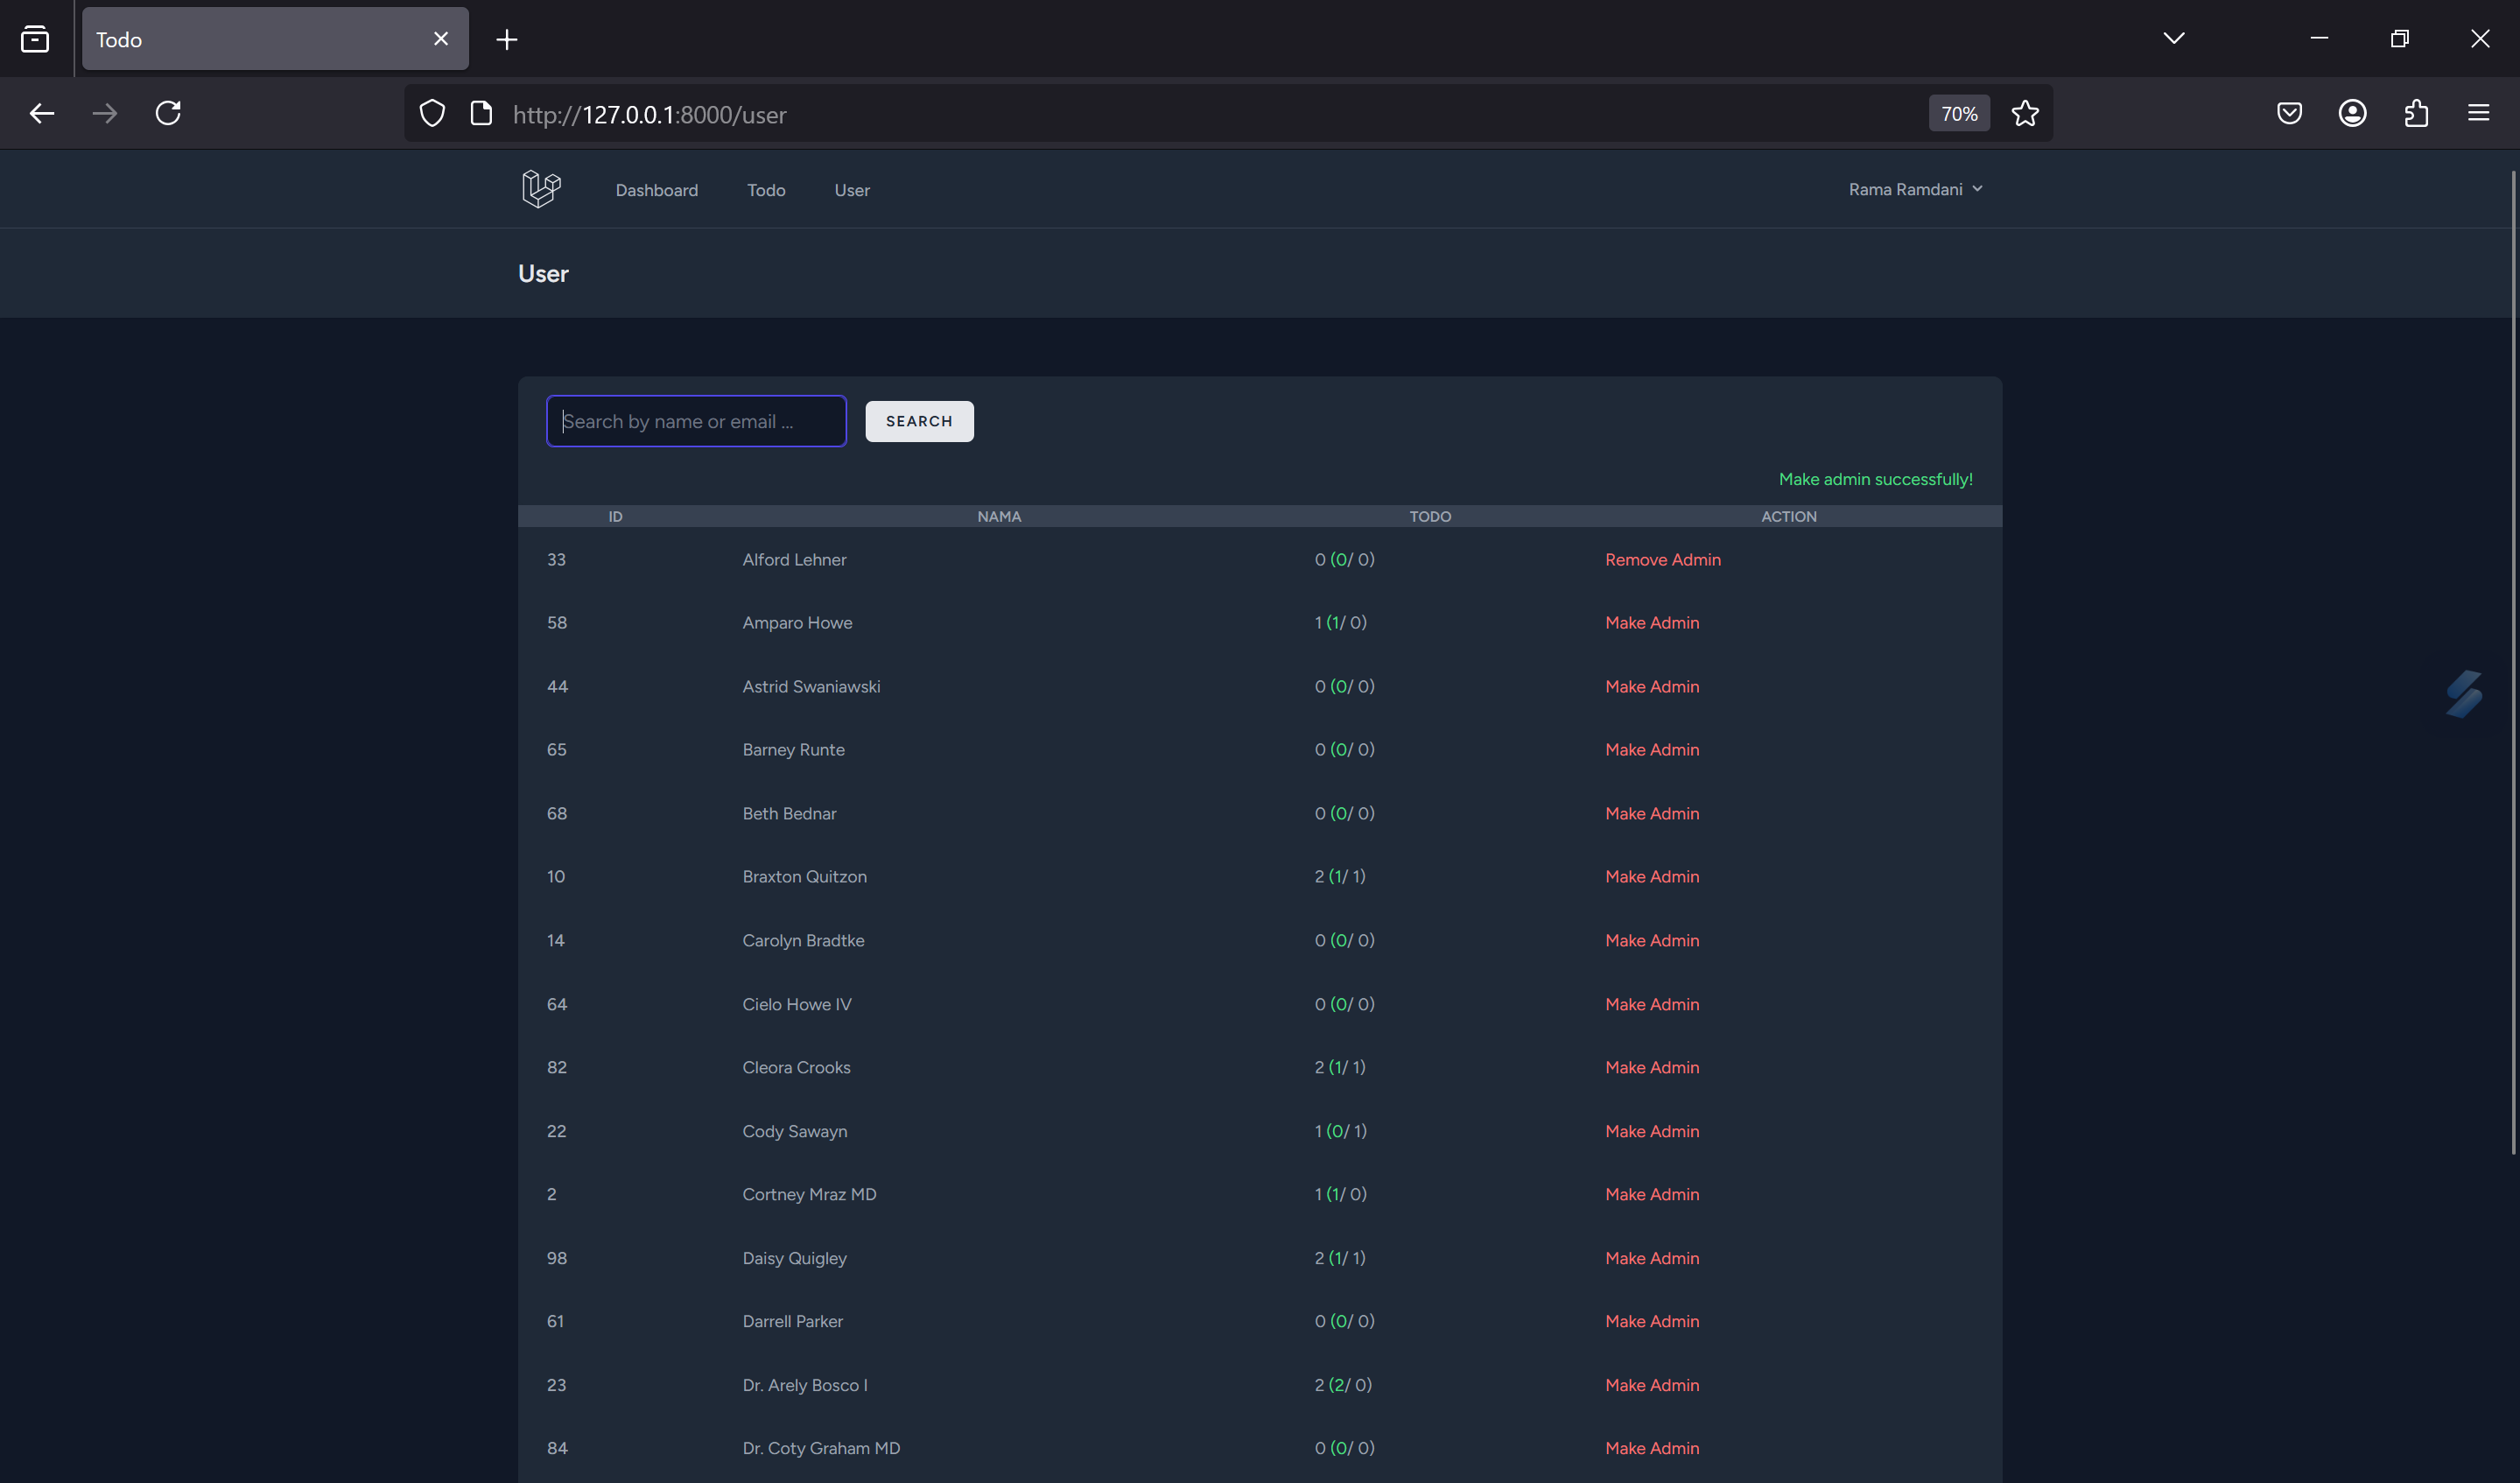 Todo
http://127.0.0.1:8000/user
70%
Dashboard Todo User Rama Ramdani
User
Search by name or email ... SEARCH
Make admin successfully!
ID NAMA TODO ACTION
33 Alford Lehner 0 (0/ 0) Remove Admin
58 Amparo Howe 1 (1/ 0) Make Admin
44 Astrid Swaniawski 0 (0/ 0) Make Admin
65 Barney Runte 0 (0/ 0) Make Admin
68 Beth Bednar 0 (0/ 0) Make Admin
10 Braxton Quitzon 2 (1/ 1) Make Admin
14 Carolyn Bradtke 0 (0/ 0) Make Admin
64 Cielo Howe IV 0 (0/ 0) Make Admin
82 Cleora Crooks 2 (1/ 1) Make Admin
22 Cody Sawayn 1 (0/ 1) Make Admin
2 Cortney Mraz MD 1 (1/ 0) Make Admin
98 Daisy Quigley 2 (1/ 1) Make Admin
61 Darrell Parker 0 (0/ 0) Make Admin
23 Dr. Arely Bosco I 2 (2/ 0) Make Admin
84 Dr. Coty Graham MD 0 (0/ 0) Make Admin